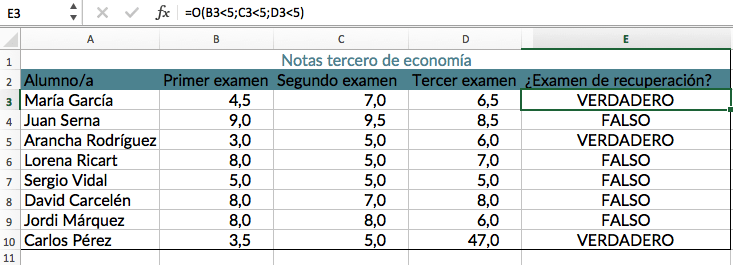 E3 fx =O(B3<5;C3<5;D3<5)
A B C D E
1 Notas tercero de economía
2 Alumno/a Primer examen Segundo examen Tercer examen ¿Examen de recuperación?
3 María García 4,5 7,0 6,5 VERDADERO
4 Juan Serna 9,0 9,5 8,5 FALSO
5 Arancha Rodríguez 3,0 5,0 6,0 VERDADERO
6 Lorena Ricart 8,0 5,0 7,0 FALSO
7 Sergio Vidal 5,0 5,0 5,0 FALSO
8 David Carcelén 8,0 7,0 8,0 FALSO
9 Jordi Márquez 8,0 8,0 6,0 FALSO
10 Carlos Pérez 3,5 5,0 47,0 VERDADERO
11